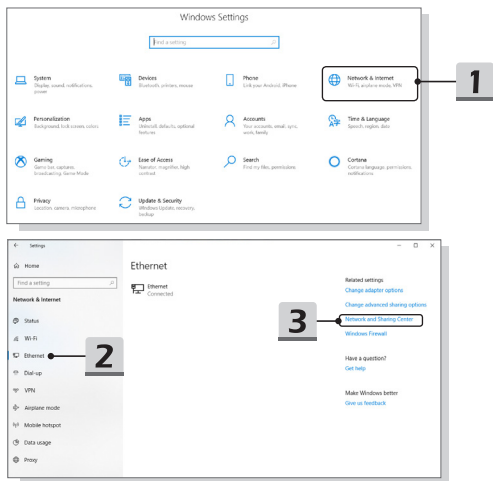 Windows Settings
Find a setting
System
Display, sound, notifications,
power
Devices
Bluetooth, printers, mouse
Phone
Link your Android, iPhone
Network & Internet
Wi-Fi, airplane mode, VPN
1
Personalization
Background, lock screen, colors
Apps
Uninstall, defaults, optional
features
Accounts
Your accounts, email, sync,
work, family
Time & Language
Speech, region, date
Gaming
Game bar, captures,
broadcasting, Game Mode
Ease of Access
Narrator, magnifier, high
contrast
Search
Find my files, permissions
Cortana
Cortana language, permissions,
notifications
Privacy
Location, camera, microphone
Update & Security
Windows Update, recovery,
backup
Settings
Home
Find a setting
Network & Internet
Status
Wi-Fi
Ethernet
2
Dial-up
VPN
Airplane mode
Mobile hotspot
Data usage
Proxy
Ethernet
Ethernet
Connected
Related settings
Change adapter options
Change advanced sharing options
3
Network and Sharing Center
Windows Firewall
Have a question?
Get help
Make Windows better
Give us feedback